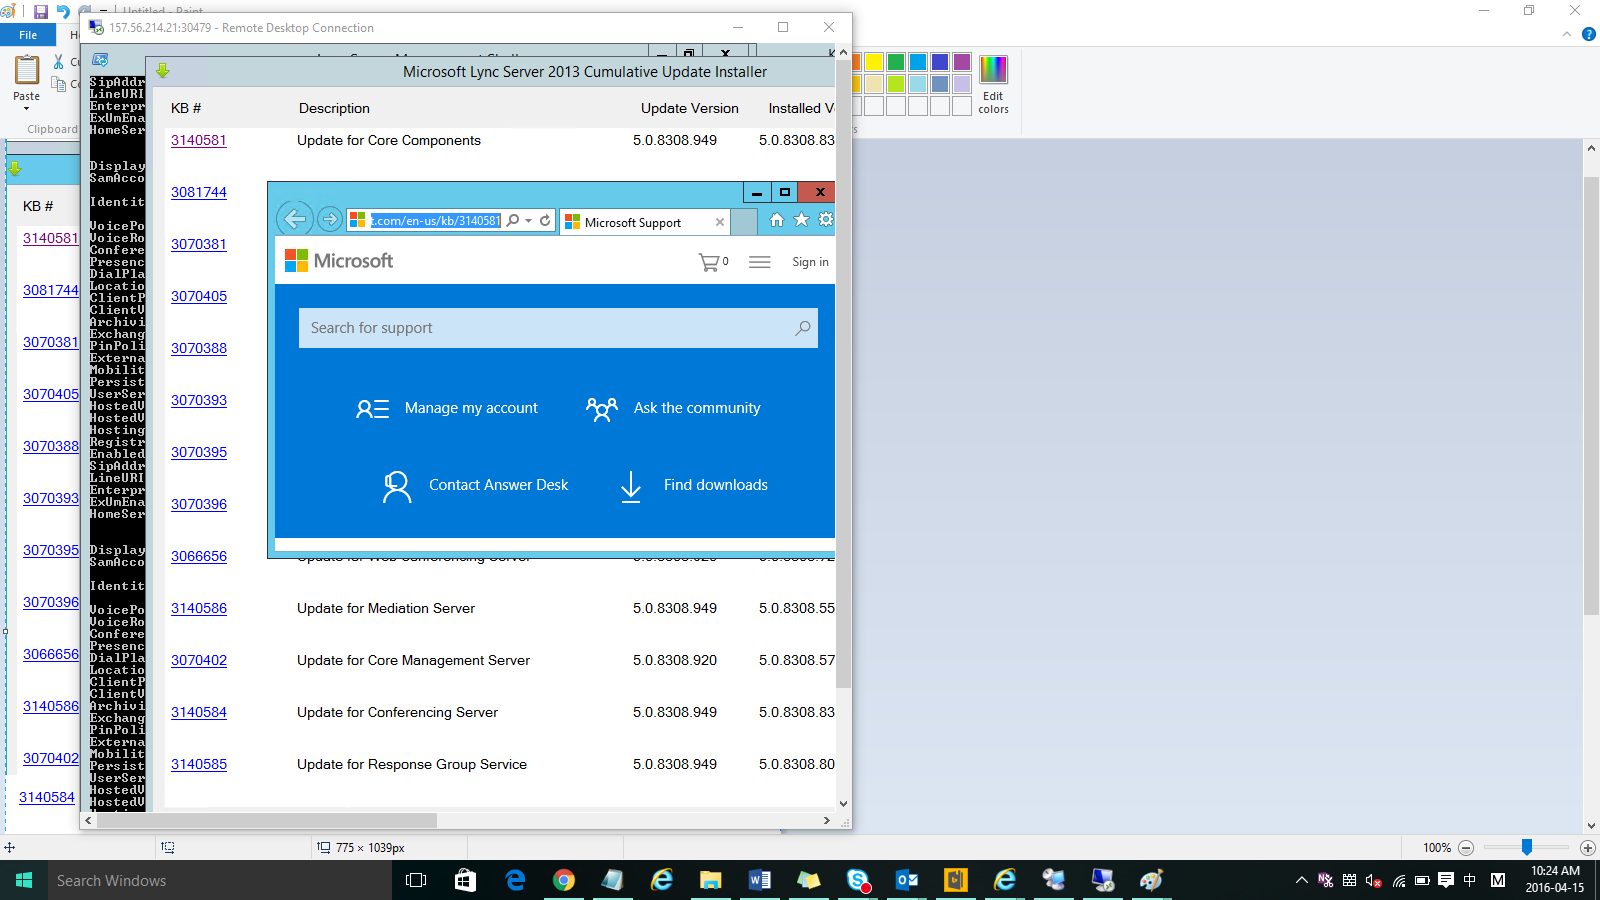 Untitled - Paint
File
Paste
Clipboard
Edit
colors
157.56.214.21:30479 - Remote Desktop Connection
Microsoft Lync Server 2013 Cumulative Update Installer
KB # Description Update Version Installed V
3140581 Update for Core Components 5.0.8308.949 5.0.8308.83
3081744
3070381
3070405
3070388
3070393
3070395
3070396
3066656 5.0.8308.920
3140586 Update for Mediation Server 5.0.8308.949 5.0.8308.55
3070402 Update for Core Management Server 5.0.8308.920 5.0.8308.57
3140584 Update for Conferencing Server 5.0.8308.949 5.0.8308.83
3140585 Update for Response Group Service 5.0.8308.949 5.0.8308.80
t.com/en-us/kb/3140581
Microsoft Support
Microsoft
0
Sign in
Search for support
Manage my account
Ask the community
Contact Answer Desk
Find downloads
KB #
3140581
3081744
3070381
3070405
3070388
3070393
3070395
3070396
3066656
3140586
3070402
3140584
SipAddr
LineURI
Enterpr
ExUmEna
HomeSer
Display
SamAcco
Identit
VoicePo
VoiceRo
Confere
Presenc
DialPla
Locatio
ClientP
ClientV
Archivi
Exchang
PinPoli
Externa
Mobilit
Persist
UserSer
HostedV
HostedV
Hosting
Registr
Enabled
SipAddr
LineURI
Enterpr
ExUmEna
HomeSer
Display
SamAcco
Identit
VoicePo
VoiceRo
Confere
Presenc
DialPla
Locatio
ClientP
ClientV
Archivi
Exchang
PinPoli
Externa
Mobilit
Persist
UserSer
HostedV
HostedV
775 × 1039px
100%
Search Windows
中
M
10:24 AM
2016-04-15